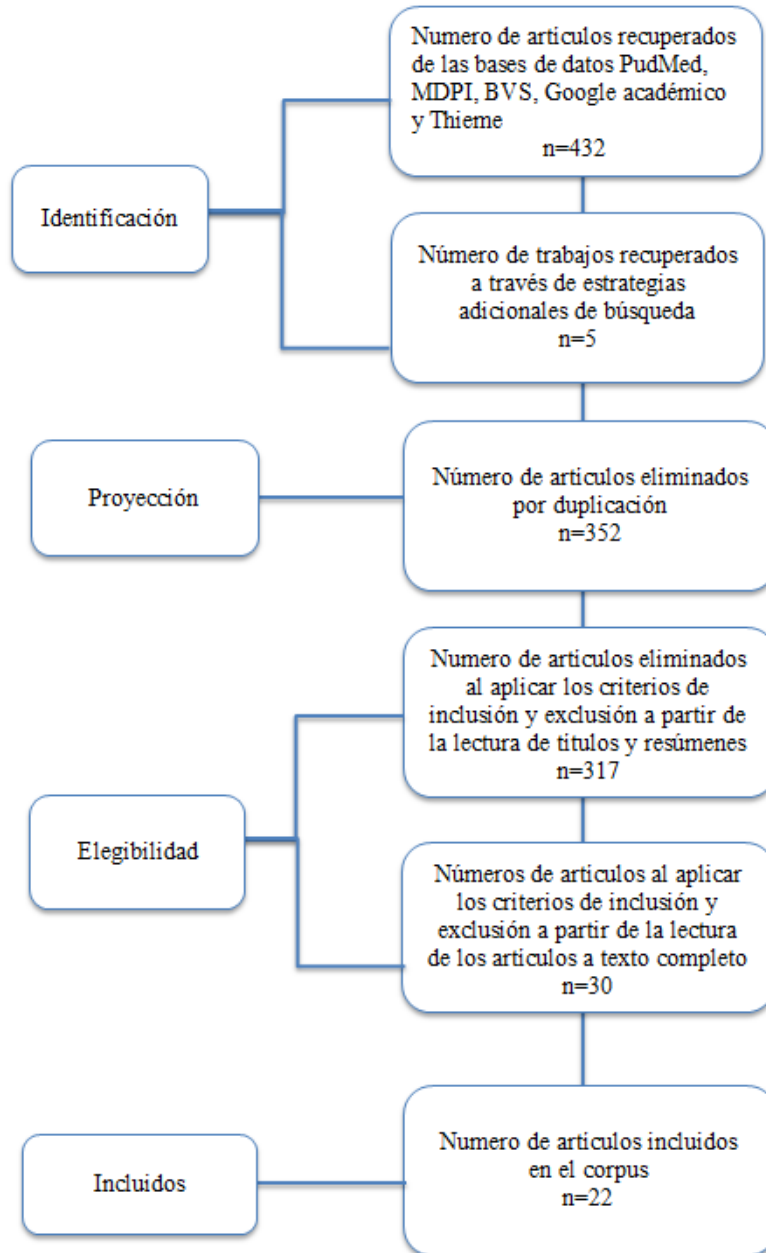 Numero de articulos recuperados
de las bases de datos PudMed,
MDPI, BVS, Google académico
y Thieme
n=432
Identificación
Número de trabajos recuperados
a través de estrategias
adicionales de búsqueda
n=5
Proyección
Número de articulos eliminados
por duplicación
n=352
Numero de articulos eliminados
al aplicar los criterios de
inclusión y exclusión a partir de
la lectura de titulos y resúmenes
n=317
Elegibilidad
Números de articulos al aplicar
los criterios de inclusión y
exclusión a partir de la lectura
de los articulos a texto completo
n=30
Numero de articulos incluidos
en el corpus
n=22
Incluidos